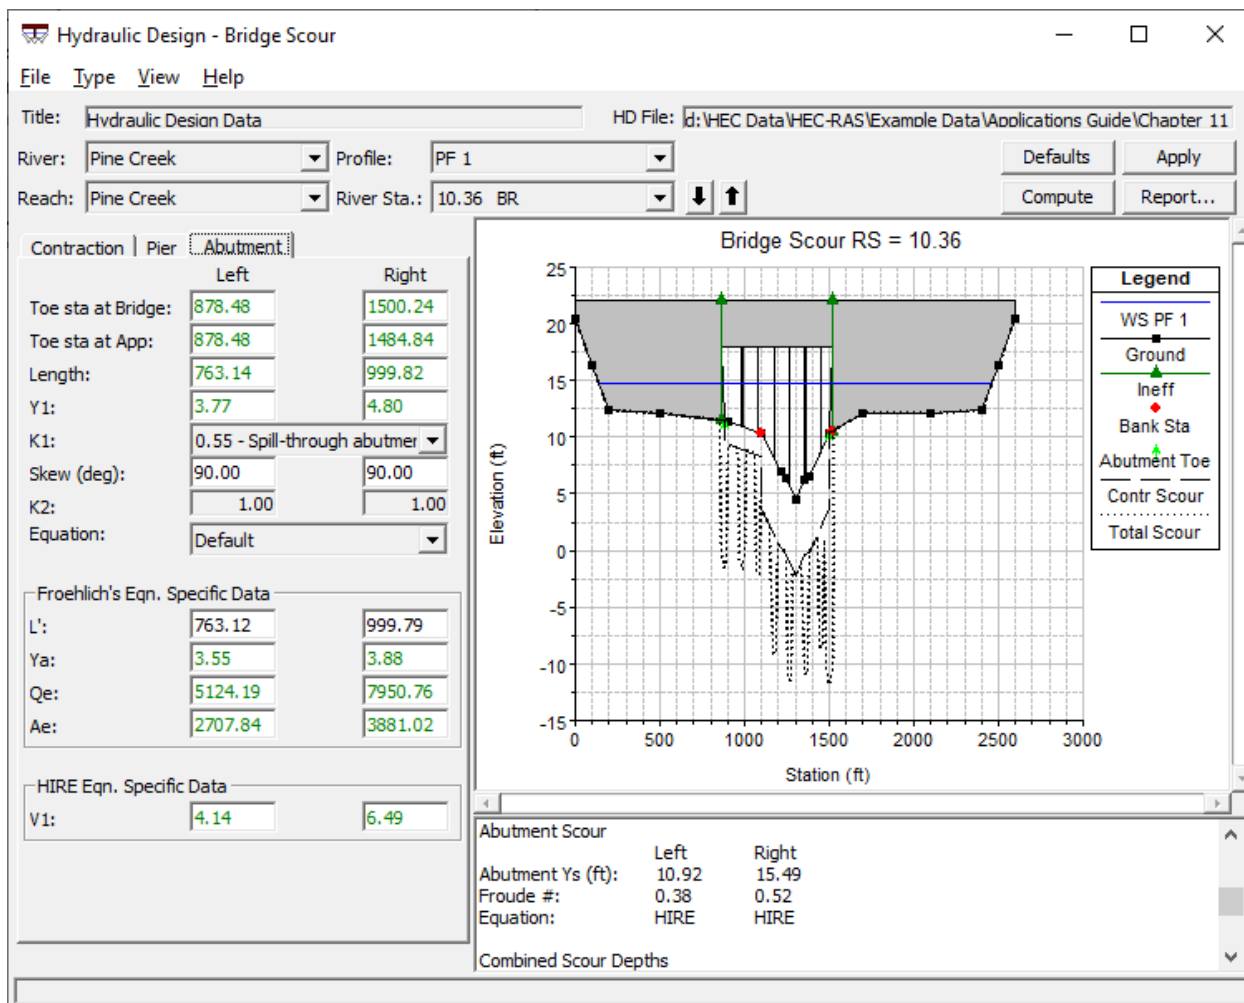 Hydraulic Design - Bridge Scour
File Type View Help
Title: Hydraulic Design Data HD File: d:\HEC Data\HEC-RAS\Example Data\Applications Guide\Chapter 11
River: Pine Creek Profile: PF 1 Defaults Apply
Reach: Pine Creek River Sta.: 10.36 BR Compute Report...
Contraction Pier Abutment
Left Right
Toe sta at Bridge: 878.48 1500.24
Toe sta at App: 878.48 1484.84
Length: 763.14 999.82
Y1: 3.77 4.80
K1: 0.55 - Spill-through abutmer
Skew (deg): 90.00 90.00
K2: 1.00 1.00
Equation: Default
Froehlich's Eqn. Specific Data
L': 763.12 999.79
Ya: 3.55 3.88
Qe: 5124.19 7950.76
Ae: 2707.84 3881.02
HIRE Eqn. Specific Data
V1: 4.14 6.49
Bridge Scour RS = 10.36
25
20
15
10
5
0
-5
-10
-15
Elevation (ft)
0 500 1000 1500 2000 2500 3000
Station (ft)
Legend
WS PF 1
Ground
Ineff
Bank Sta
Abutment Toe
Contr Scour
Total Scour
Abutment Scour
Left Right
Abutment Ys (ft): 10.92 15.49
Froude #: 0.38 0.52
Equation: HIRE HIRE
Combined Scour Depths